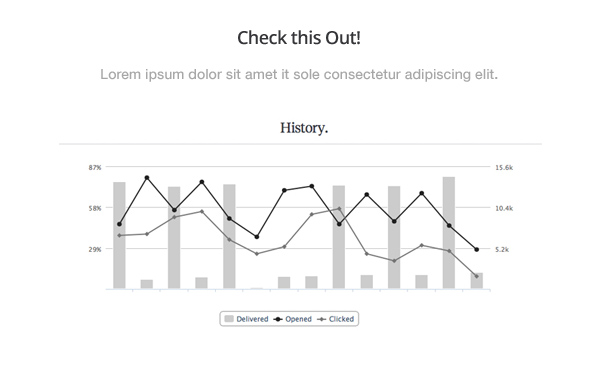 Check this Out!
Lorem ipsum dolor sit amet it sole consectetur adipiscing elit.
History.
87% 15.6k
58% 10.4k
29% 5.2k
Delivered Opened Clicked